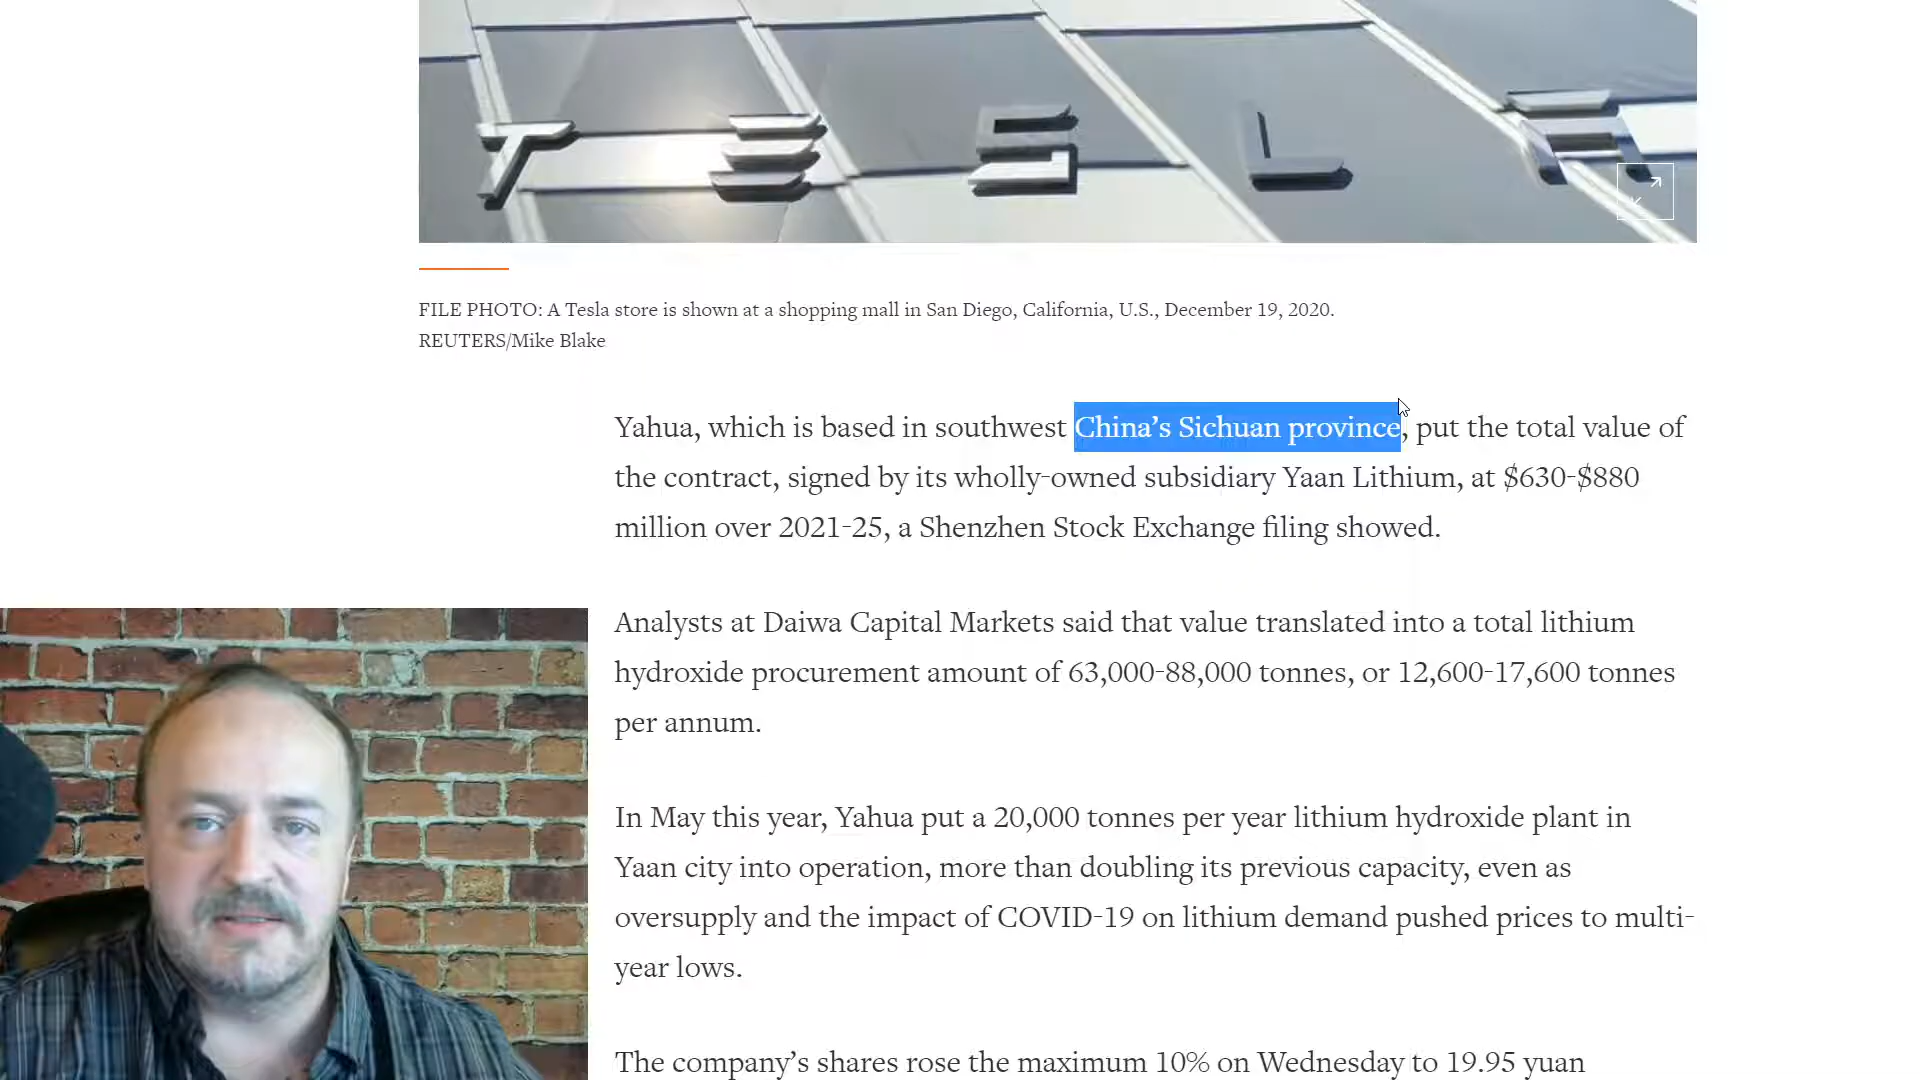 TESLA
FILE PHOTO: A Tesla store is shown at a shopping mall in San Diego, California, U.S., December 19, 2020.
REUTERS/Mike Blake
Yahua, which is based in southwest China’s Sichuan province, put the total value of
the contract, signed by its wholly-owned subsidiary Yaan Lithium, at $630-$880
million over 2021-25, a Shenzhen Stock Exchange filing showed.
Analysts at Daiwa Capital Markets said that value translated into a total lithium
hydroxide procurement amount of 63,000-88,000 tonnes, or 12,600-17,600 tonnes
per annum.
In May this year, Yahua put a 20,000 tonnes per year lithium hydroxide plant in
Yaan city into operation, more than doubling its previous capacity, even as
oversupply and the impact of COVID-19 on lithium demand pushed prices to multi-
year lows.
The company’s shares rose the maximum 10% on Wednesday to 19.95 yuan